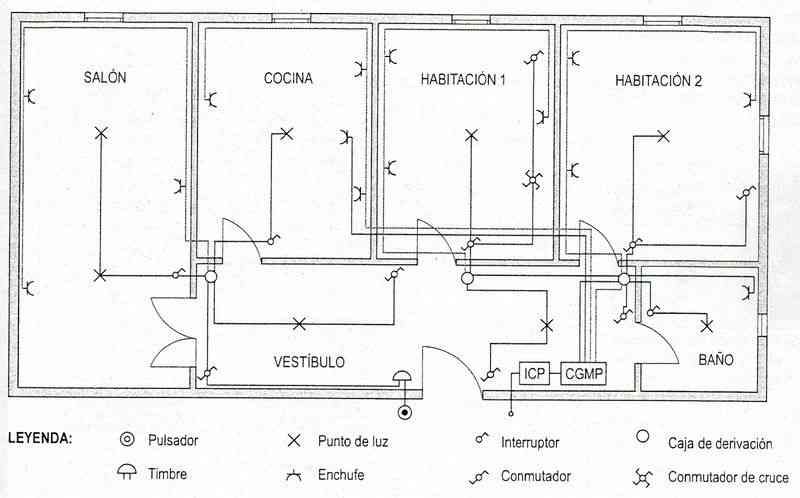 SALÓN
COCINA
HABITACIÓN 1
HABITACIÓN 2
VESTÍBULO
ICP
CGMP
BAÑO
LEYENDA:
Pulsador
Punto de luz
Interruptor
Caja de derivación
Timbre
Enchufe
Conmutador
Conmutador de cruce